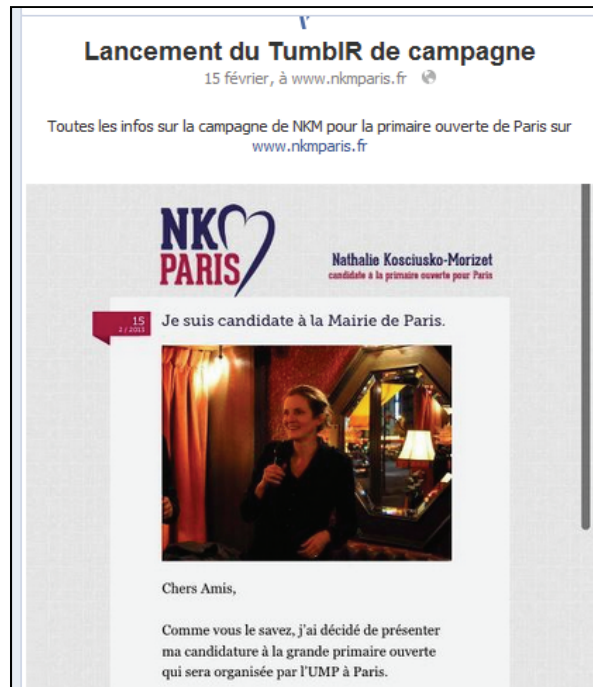 Lancement du TumblR de campagne
15 février, à www.nkmparis.fr
Toutes les infos sur la campagne de NKM pour la primaire ouverte de Paris sur
www.nkmparis.fr
NK
PARIS
Nathalie Kosciusko-Morizet
candidate à la primaire ouverte pour Paris
15
2 / 2013
Je suis candidate à la Mairie de Paris.
Chers Amis,
Comme vous le savez, j'ai décidé de présenter
ma candidature à la grande primaire ouverte
qui sera organisée par l'UMP à Paris.